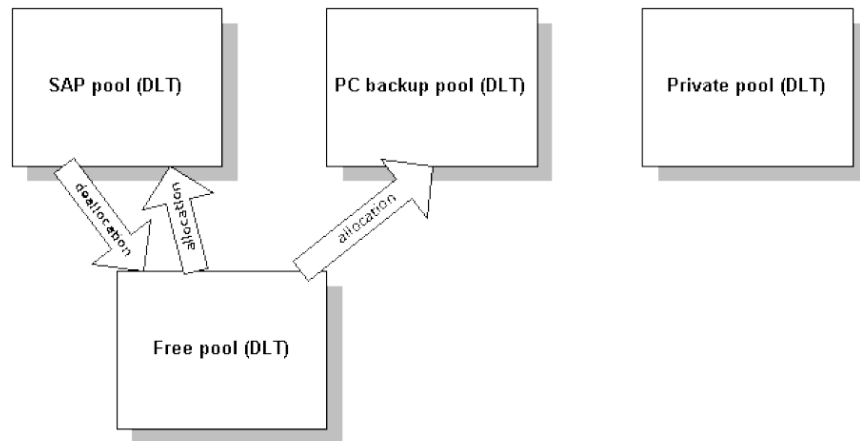 SAP pool (DLT)
PC backup pool (DLT)
Private pool (DLT)
deallocation
allocation
allocation
Free pool (DLT)